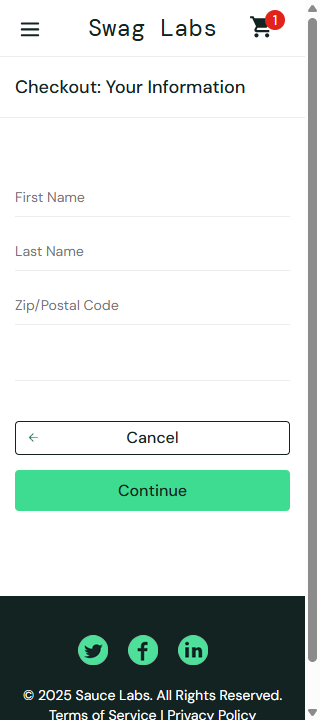 Swag Labs
1
Checkout: Your Information
First Name
Last Name
Zip/Postal Code
Cancel
Continue
© 2025 Sauce Labs. All Rights Reserved.
Terms of Service | Privacy Policy